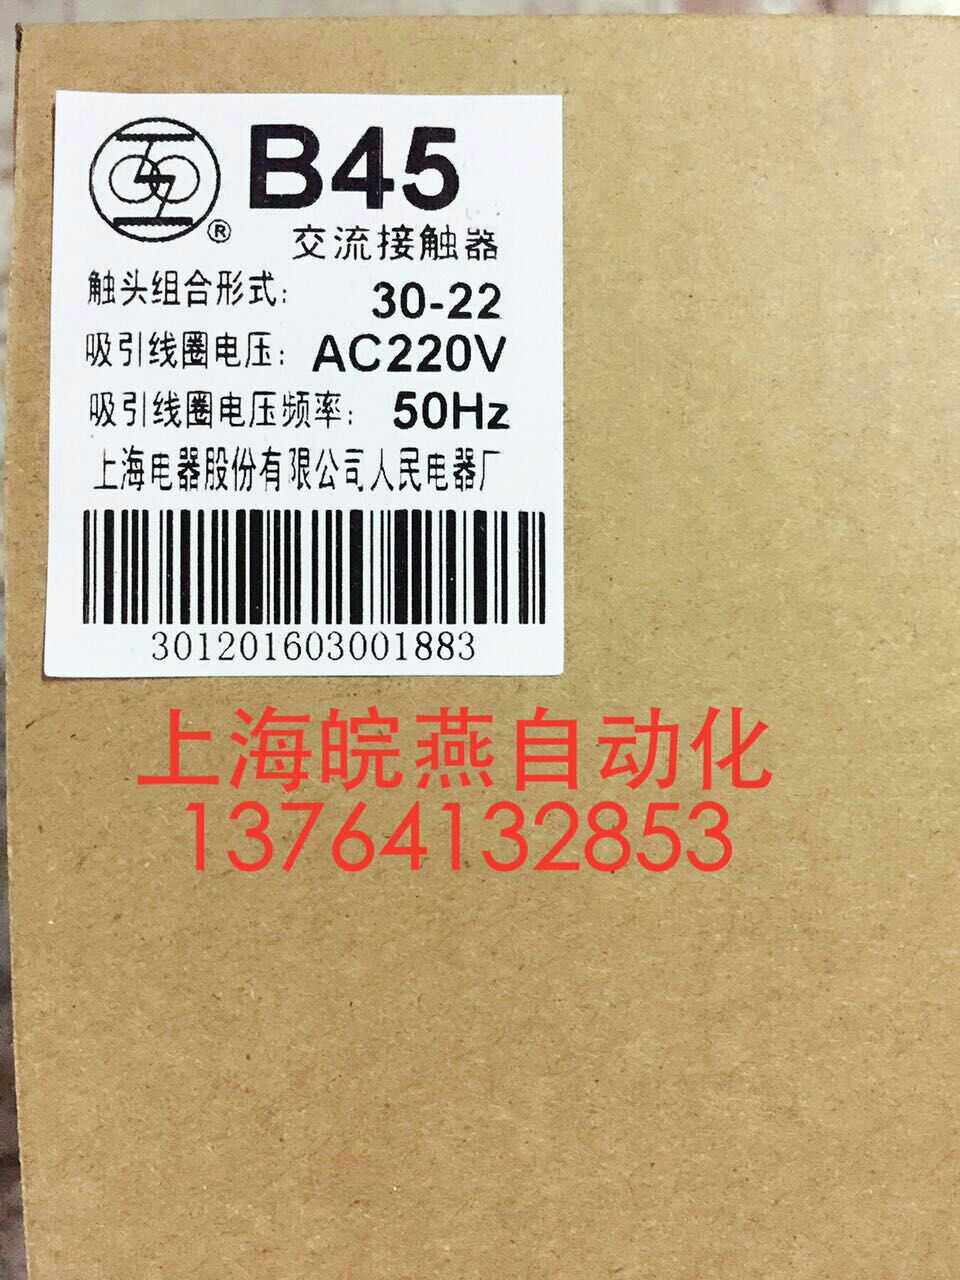 B45
®
交流接触器
触头组合形式: 30-22
吸引线圈电压: AC220V
吸引线圈电压频率: 50Hz
上海电器股份有限公司人民电器厂
301201603001883
上海皖燕自动化
13764132853